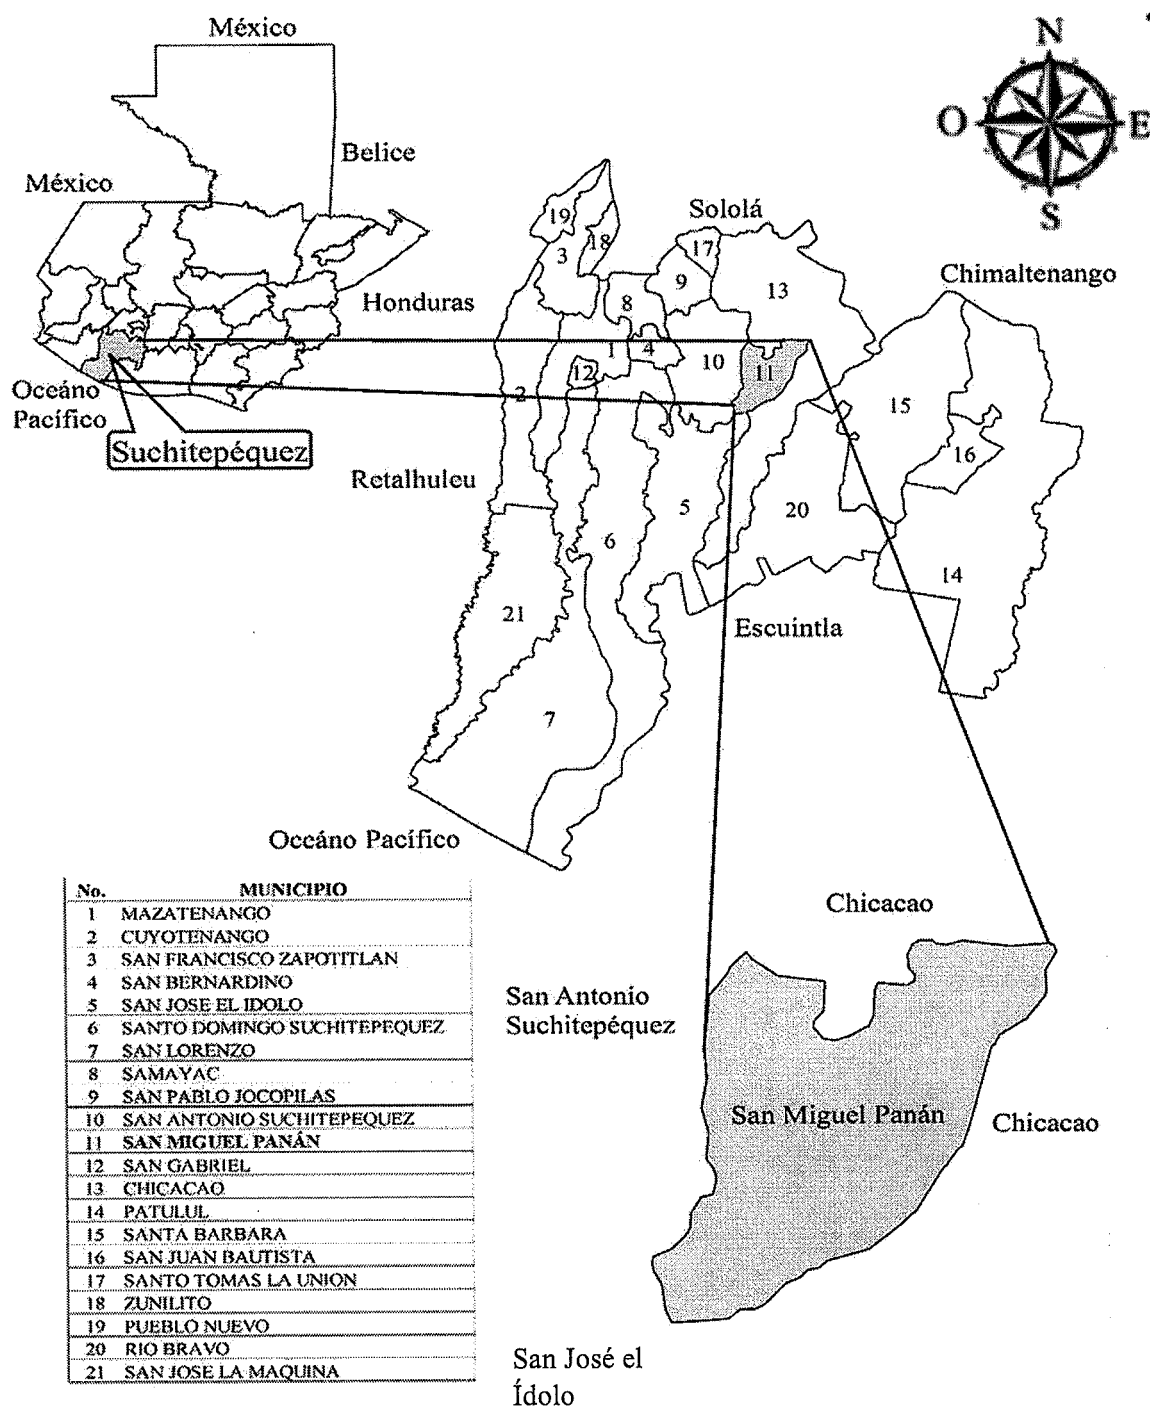 México
N
Belice
O
E
México
S
Sololá
Chimaltenango
Honduras
19
18
3
17
9
13
8
1
4
10
11
12
2
15
16
Océano
Pacífico
Suchitepéquez
Retalhuleu
5
20
6
14
21
Escuintla
7
Océano Pacífico
No. MUNICIPIO
1 MAZATENANGO
2 CUYOTENANGO
3 SAN FRANCISCO ZAPOTITLAN
4 SAN BERNARDINO
5 SAN JOSE EL IDOLO
6 SANTO DOMINGO SUCHITEPEQUEZ
7 SAN LORENZO
8 SAMAYAC
9 SAN PABLO JOCOPILAS
10 SAN ANTONIO SUCHITEPEQUEZ
11 SAN MIGUEL PANÁN
12 SAN GABRIEL
13 CHICACAO
14 PATULUL
15 SANTA BARBARA
16 SAN JUAN BAUTISTA
17 SANTO TOMAS LA UNION
18 ZUNILITO
19 PUEBLO NUEVO
20 RIO BRAVO
21 SAN JOSE LA MAQUINA
Chicacao
San Antonio
Suchitepéquez
San Miguel Panán
Chicacao
San José el
Ídolo